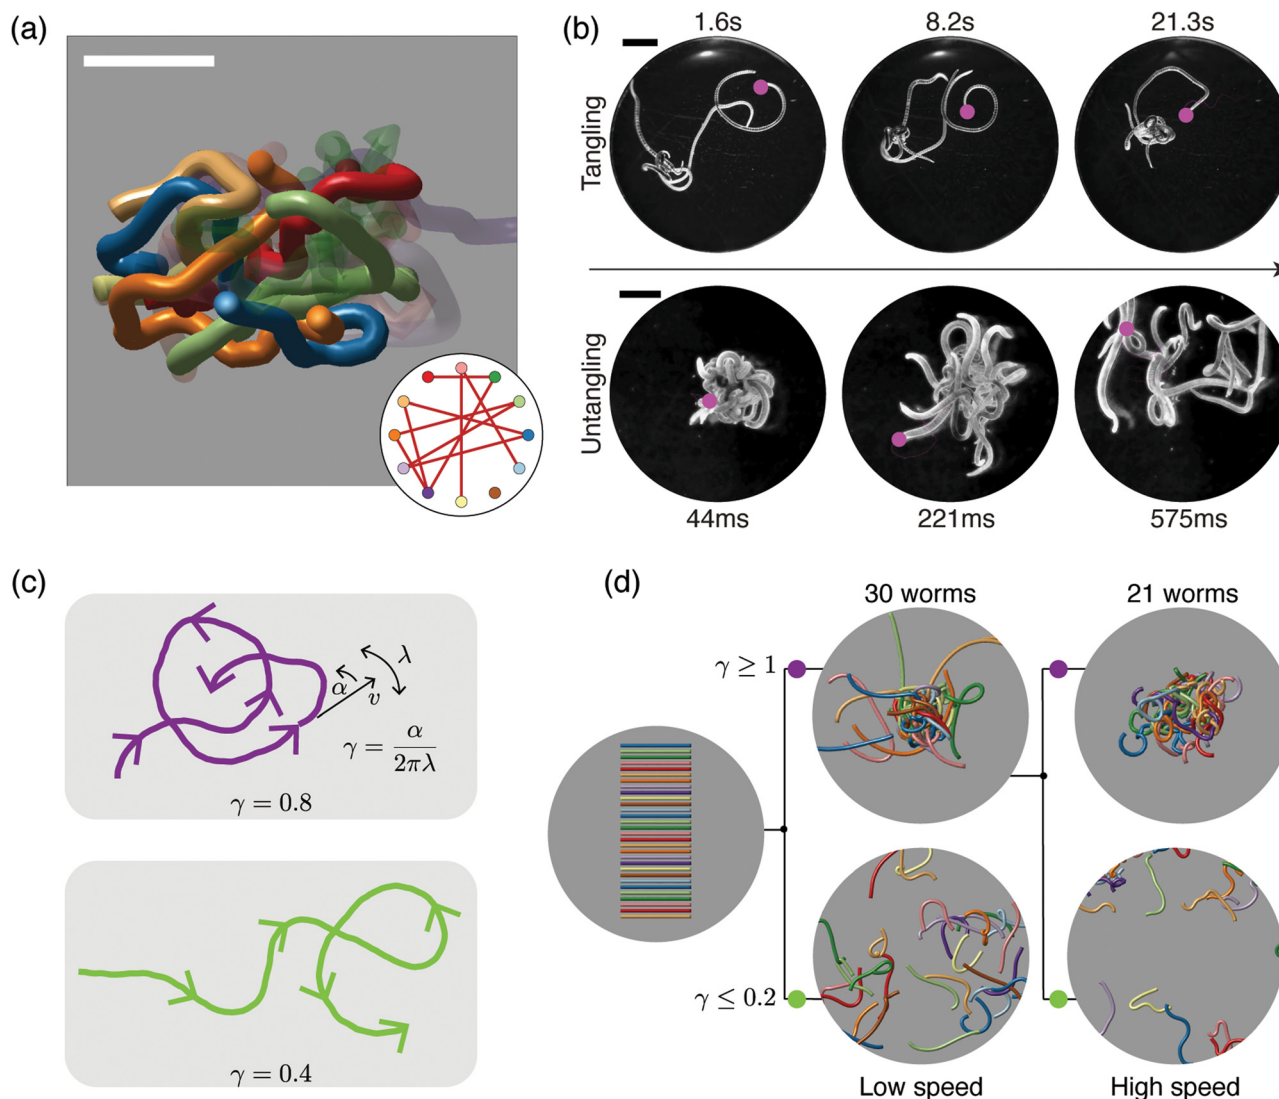 (a)
(b)
1.6s 8.2s 21.3s
Tangling
Untangling
44ms 221ms 575ms
(c)
λ
α
v
γ = α / 2πλ
γ = 0.8
γ = 0.4
(d)
30 worms 21 worms
γ ≥ 1
γ ≤ 0.2
Low speed High speed